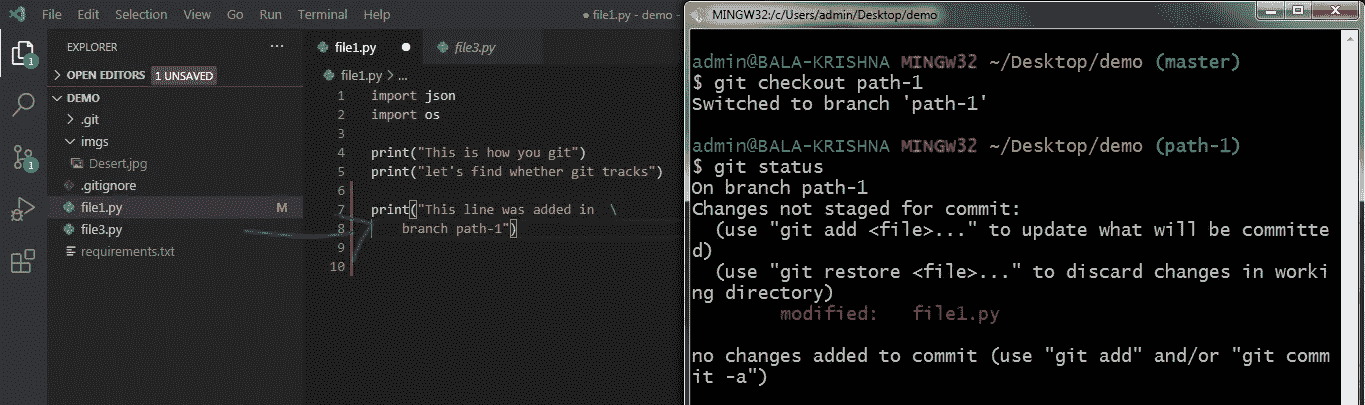 File Edit Selection View Go Run Terminal Help ● file1.py - demo -
EXPLORER ···
OPEN EDITORS 1 UNSAVED
DEMO
.git
imgs
Desert.jpg
.gitignore
file1.py M
file3.py
requirements.txt
1
1
file1.py ● file3.py
file1.py > ...
1 import json
2 import os
3
4 print("This is how you git")
5 print("let's find whether git tracks")
6
7 print("This line was added in \
8 branch path-1")
9
10
MINGW32:/c/Users/admin/Desktop/demo
admin@BALA-KRISHNA MINGW32 ~/Desktop/demo (master)
$ git checkout path-1
Switched to branch 'path-1'
admin@BALA-KRISHNA MINGW32 ~/Desktop/demo (path-1)
$ git status
On branch path-1
Changes not staged for commit:
(use "git add <file>..." to update what will be committe
d)
(use "git restore <file>..." to discard changes in worki
ng directory)
modified: file1.py
no changes added to commit (use "git add" and/or "git comm
it -a")